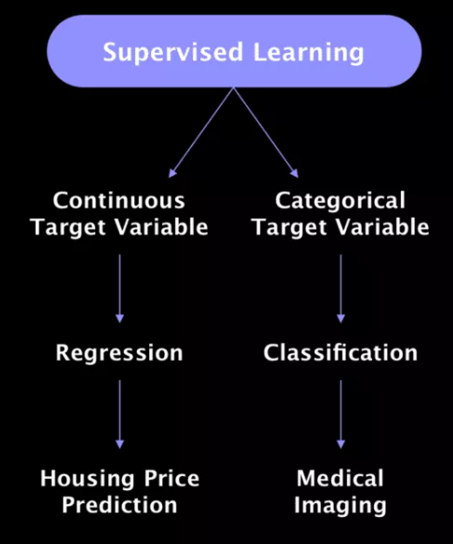 Supervised Learning
Continuous
Target Variable
Categorical
Target Variable
Regression
Classification
Housing Price
Prediction
Medical
Imaging